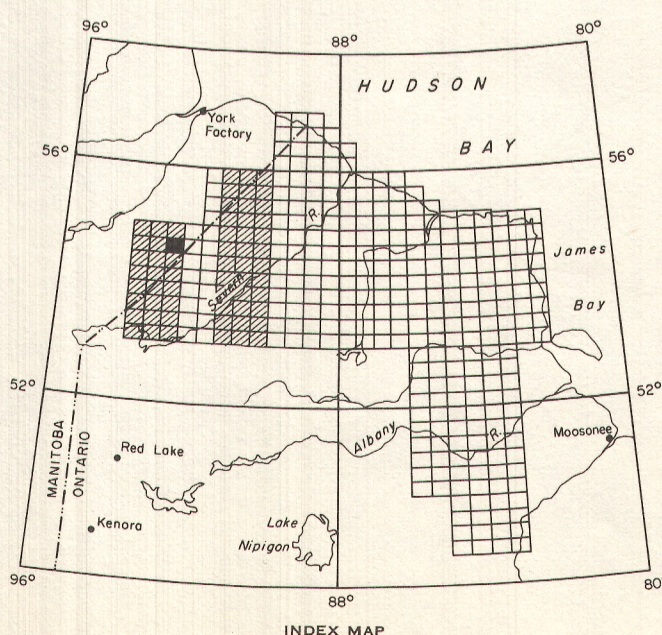 96°
88°
80°
HUDSON
BAY
York
Factory
56°
56°
R.
Severn
James
Bay
52°
52°
MANITOBA
ONTARIO
Red Lake
Albany
R.
Moosonee
Kenora
Lake
Nipigon
96°
88°
80
INDEX MAP